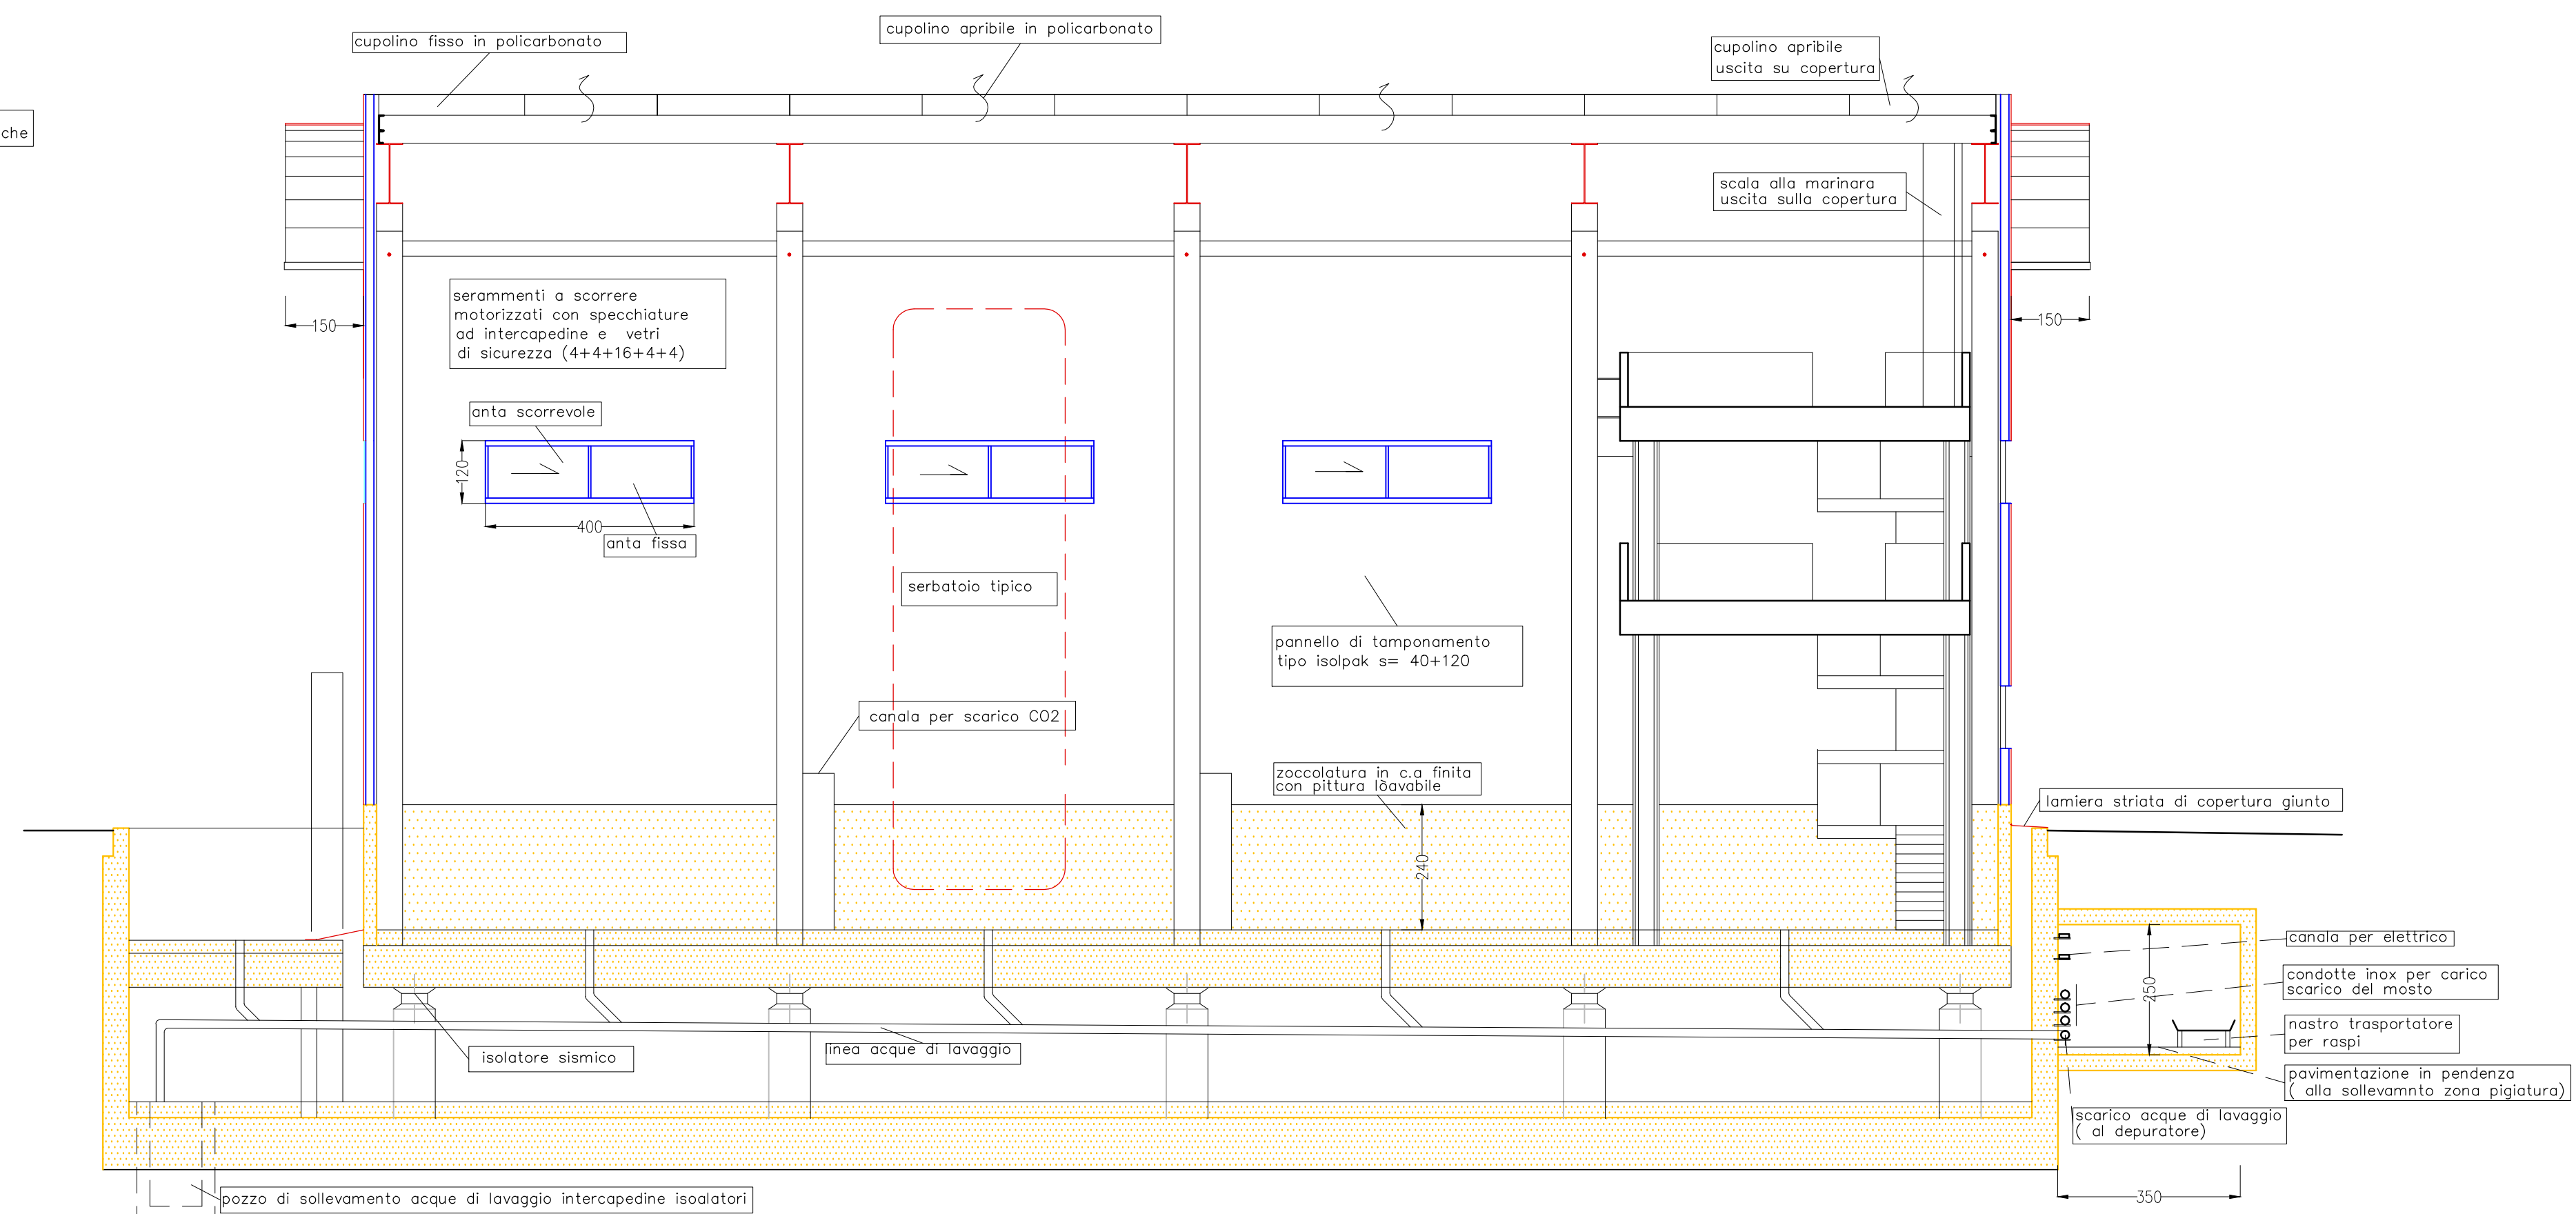 cupolino fisso in policarbonato
cupolino apribile in policarbonato
cupolino apribile
uscita su copertura
che
scala alla marinara
uscita sulla copertura
serammenti a scorrere
motorizzati con specchiature
ad intercapedine e vetri
di sicurezza (4+4+16+4+4)
150
150
anta scorrevole
120
400
anta fissa
serbatoio tipico
pannello di tamponamento
tipo isolpak s= 40+120
canala per scarico CO2
zoccolatura in c.a finita
con pittura lòavabile
240
lamiera striata di copertura giunto
canala per elettrico
condotte inox per carico
scarico del mosto
250
nastro trasportatore
per raspi
pavimentazione in pendenza
( alla sollevamnto zona pigiatura)
scarico acque di lavaggio
( al depuratore)
isolatore sismico
linea acque di lavaggio
pozzo di sollevamento acque di lavaggio intercapedine isoalatori
350